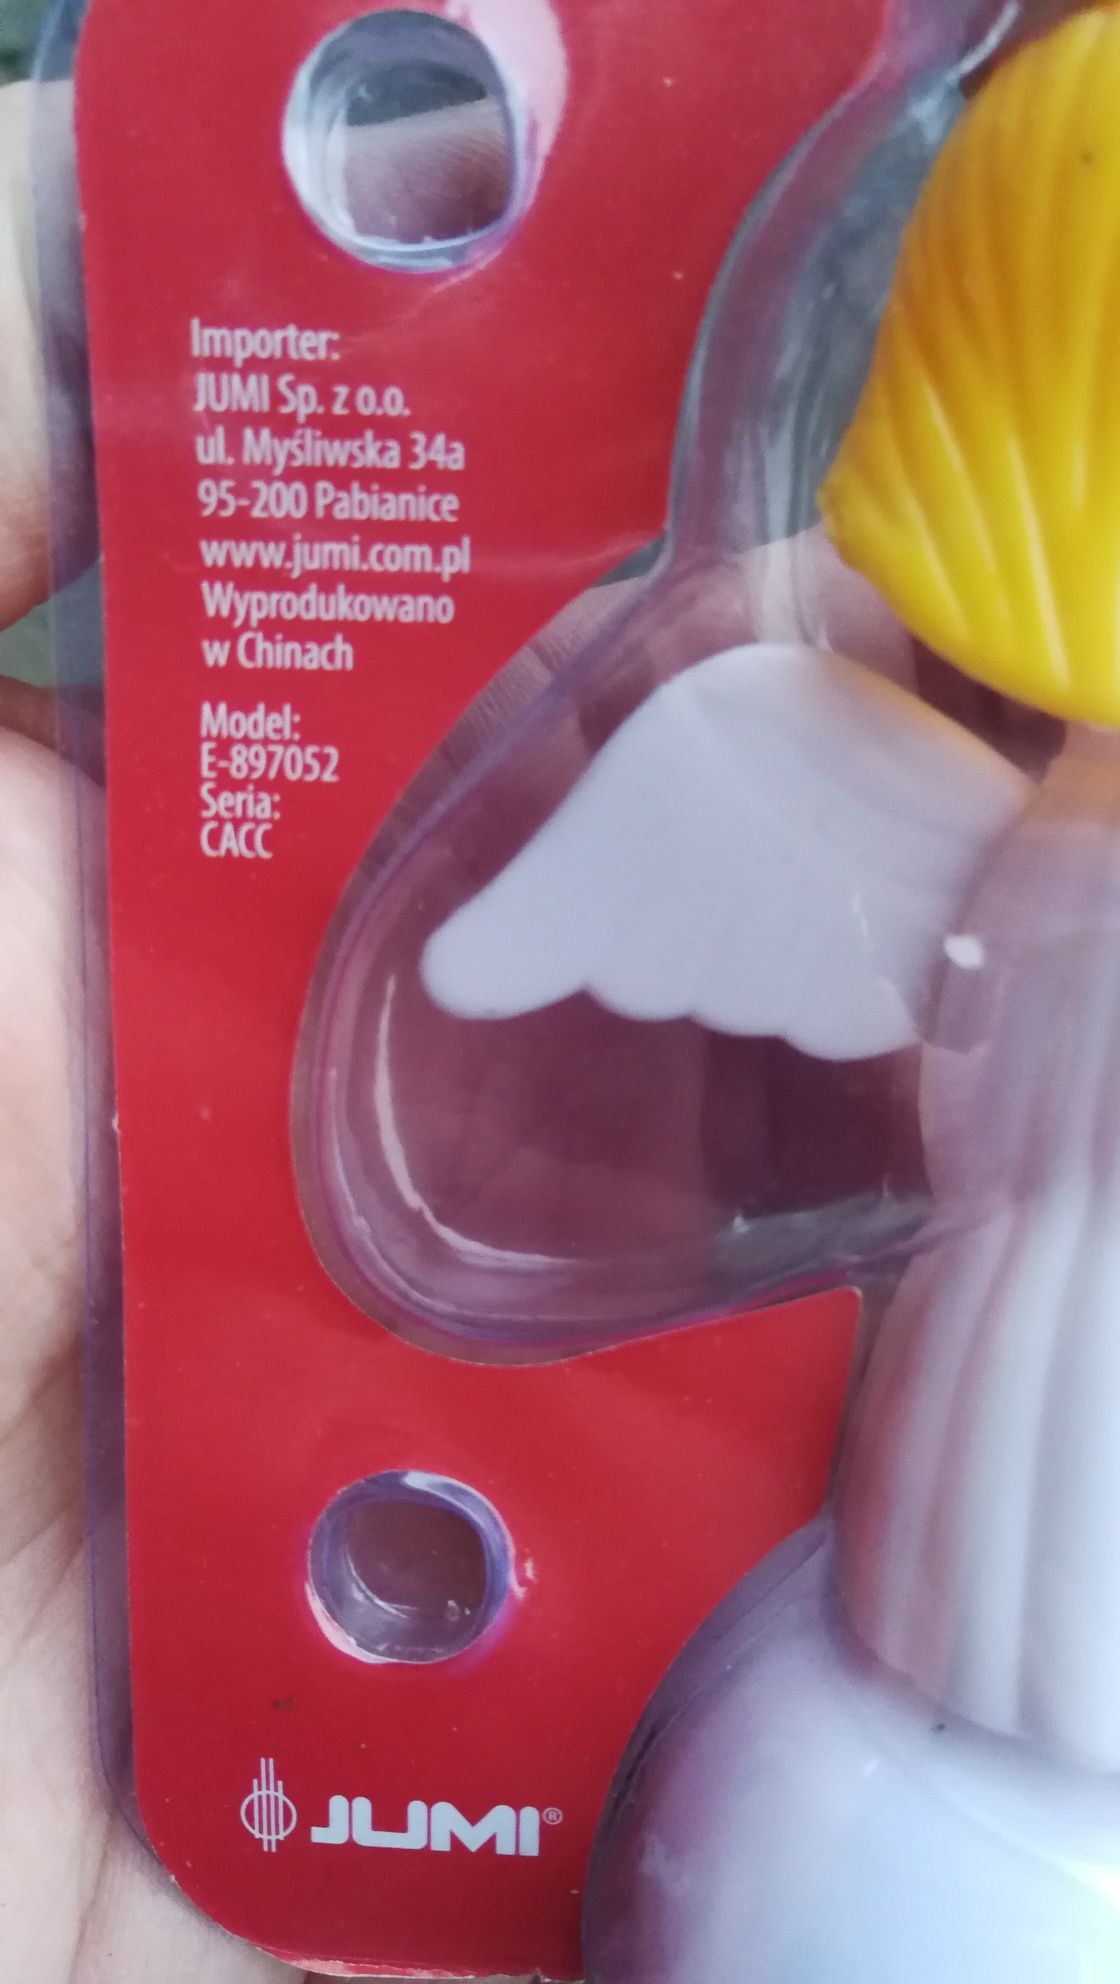 Importer:
JUMI Sp. z o.o.
ul. Myśliwska 34a
95-200 Pabianice
www.jumi.com.pl
Wyprodukowano
w Chinach
Model:
E-897052
Seria:
CACC
JUMI®